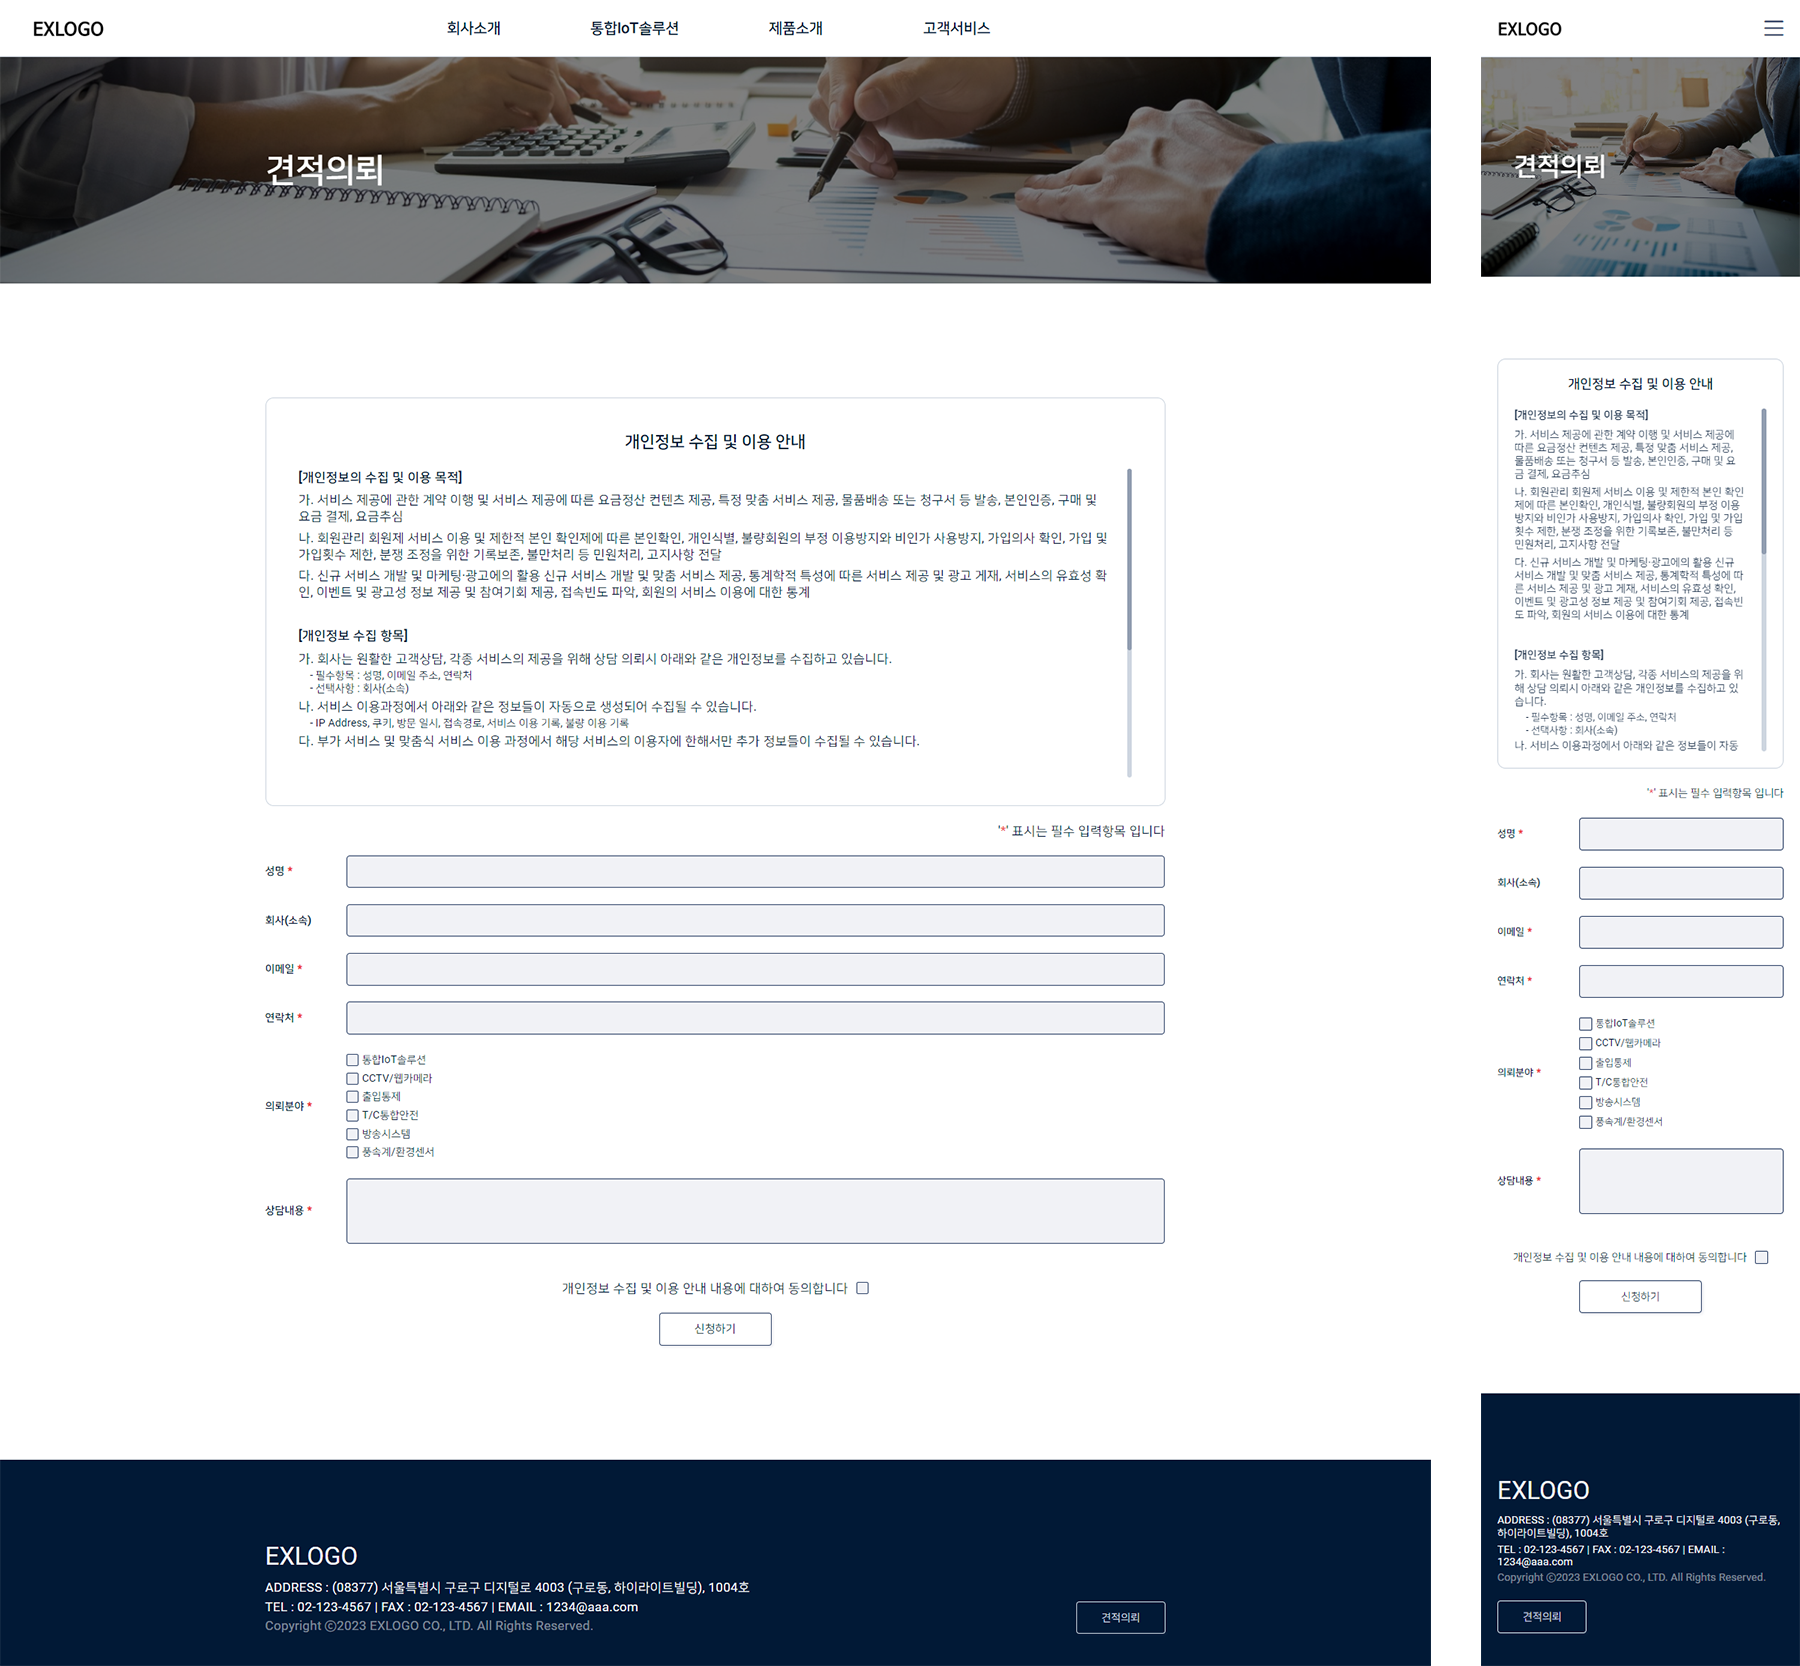 EXLOGO
회사소개
통합IoT솔루션
제품소개
고객서비스
견적의뢰
개인정보 수집 및 이용 안내
[개인정보의 수집 및 이용 목적]
가. 서비스 제공에 관한 계약 이행 및 서비스 제공에 따른 요금정산 컨텐츠 제공, 특정 맞춤 서비스 제공, 물품배송 또는 청구서 등 발송, 본인인증, 구매 및
요금 결제, 요금추심
나. 회원관리 회원제 서비스 이용 및 제한적 본인 확인제에 따른 본인확인, 개인식별, 불량회원의 부정 이용방지와 비인가 사용방지, 가입의사 확인, 가입 및
가입횟수 제한, 분쟁 조정을 위한 기록보존, 불만처리 등 민원처리, 고지사항 전달
다. 신규 서비스 개발 및 마케팅·광고에의 활용 신규 서비스 개발 및 맞춤 서비스 제공, 통계학적 특성에 따른 서비스 제공 및 광고 게재, 서비스의 유효성 확
인, 이벤트 및 광고성 정보 제공 및 참여기회 제공, 접속빈도 파악, 회원의 서비스 이용에 대한 통계
[개인정보 수집 항목]
가. 회사는 원활한 고객상담, 각종 서비스의 제공을 위해 상담 의뢰시 아래와 같은 개인정보를 수집하고 있습니다.
- 필수항목 : 성명, 이메일 주소, 연락처
- 선택사항 : 회사(소속)
나. 서비스 이용과정에서 아래와 같은 정보들이 자동으로 생성되어 수집될 수 있습니다.
- IP Address, 쿠키, 방문 일시, 접속경로, 서비스 이용 기록, 불량 이용 기록
다. 부가 서비스 및 맞춤식 서비스 이용 과정에서 해당 서비스의 이용자에 한해서만 추가 정보들이 수집될 수 있습니다.
'*' 표시는 필수 입력항목 입니다
성명 *
회사(소속)
이메일 *
연락처 *
의뢰분야 *
통합IoT솔루션
CCTV/웹카메라
출입통제
T/C통합안전
방송시스템
풍속계/환경센서
상담내용 *
개인정보 수집 및 이용 안내 내용에 대하여 동의합니다
신청하기
EXLOGO
ADDRESS : (08377) 서울특별시 구로구 디지털로 4003 (구로동, 하이라이트빌딩), 1004호
TEL : 02-123-4567 | FAX : 02-123-4567 | EMAIL : 1234@aaa.com
Copyright ⓒ2023 EXLOGO CO., LTD. All Rights Reserved.
견적의뢰
EXLOGO
견적의뢰
개인정보 수집 및 이용 안내
[개인정보의 수집 및 이용 목적]
가. 서비스 제공에 관한 계약 이행 및 서비스 제공에
따른 요금정산 컨텐츠 제공, 특정 맞춤 서비스 제공,
물품배송 또는 청구서 등 발송, 본인인증, 구매 및 요
금 결제, 요금추심
나. 회원관리 회원제 서비스 이용 및 제한적 본인 확인
제에 따른 본인확인, 개인식별, 불량회원의 부정 이용
방지와 비인가 사용방지, 가입의사 확인, 가입 및 가입
횟수 제한, 분쟁 조정을 위한 기록보존, 불만처리 등
민원처리, 고지사항 전달
다. 신규 서비스 개발 및 마케팅·광고에의 활용 신규
서비스 개발 및 맞춤 서비스 제공, 통계학적 특성에 따
른 서비스 제공 및 광고 게재, 서비스의 유효성 확인,
이벤트 및 광고성 정보 제공 및 참여기회 제공, 접속빈
도 파악, 회원의 서비스 이용에 대한 통계
[개인정보 수집 항목]
가. 회사는 원활한 고객상담, 각종 서비스의 제공을 위
해 상담 의뢰시 아래와 같은 개인정보를 수집하고 있
습니다.
- 필수항목 : 성명, 이메일 주소, 연락처
- 선택사항 : 회사(소속)
나. 서비스 이용과정에서 아래와 같은 정보들이 자동
'*' 표시는 필수 입력항목 입니다
성명 *
회사(소속)
이메일 *
연락처 *
의뢰분야 *
통합IoT솔루션
CCTV/웹카메라
출입통제
T/C통합안전
방송시스템
풍속계/환경센서
상담내용 *
개인정보 수집 및 이용 안내 내용에 대하여 동의합니다
신청하기
EXLOGO
ADDRESS : (08377) 서울특별시 구로구 디지털로 4003 (구로동,
하이라이트빌딩), 1004호
TEL : 02-123-4567 | FAX : 02-123-4567 | EMAIL :
1234@aaa.com
Copyright ⓒ2023 EXLOGO CO., LTD. All Rights Reserved.
견적의뢰